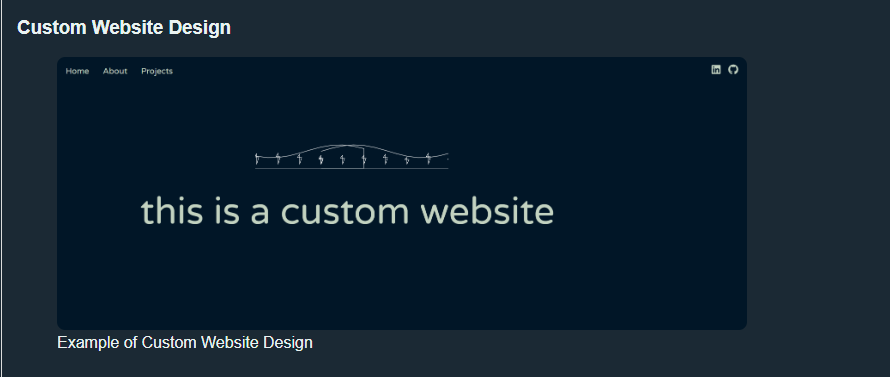 Custom Website Design
Home About Projects
this is a custom website
Example of Custom Website Design